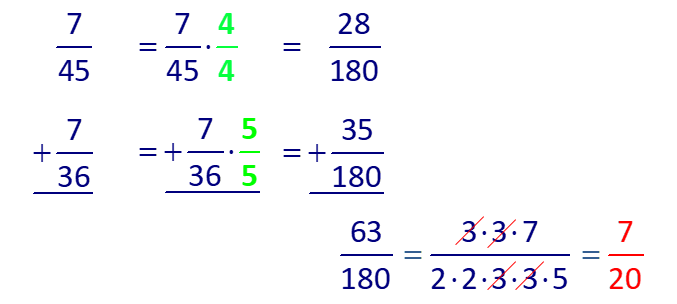 7/45 = 7/45 · 4/4 = 28/180
+ 7/36 = + 7/36 · 5/5 = + 35/180
63/180 = 3·3·7/2·2·3·3·5 = 7/20